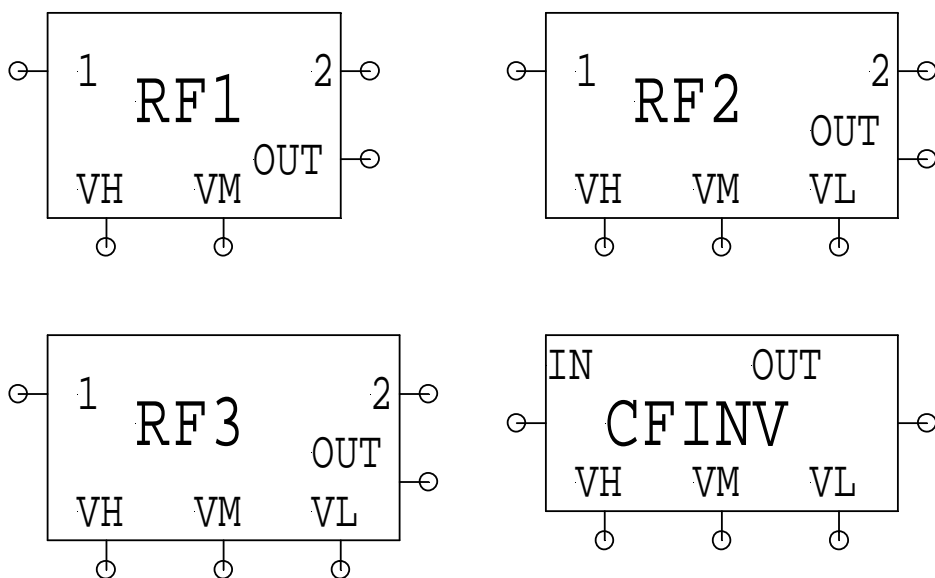 1 2
RF1
OUT
VH VM
1 2
RF2
OUT
VH VM VL
1 2
RF3
OUT
VH VM VL
IN OUT
CFINV
VH VM VL